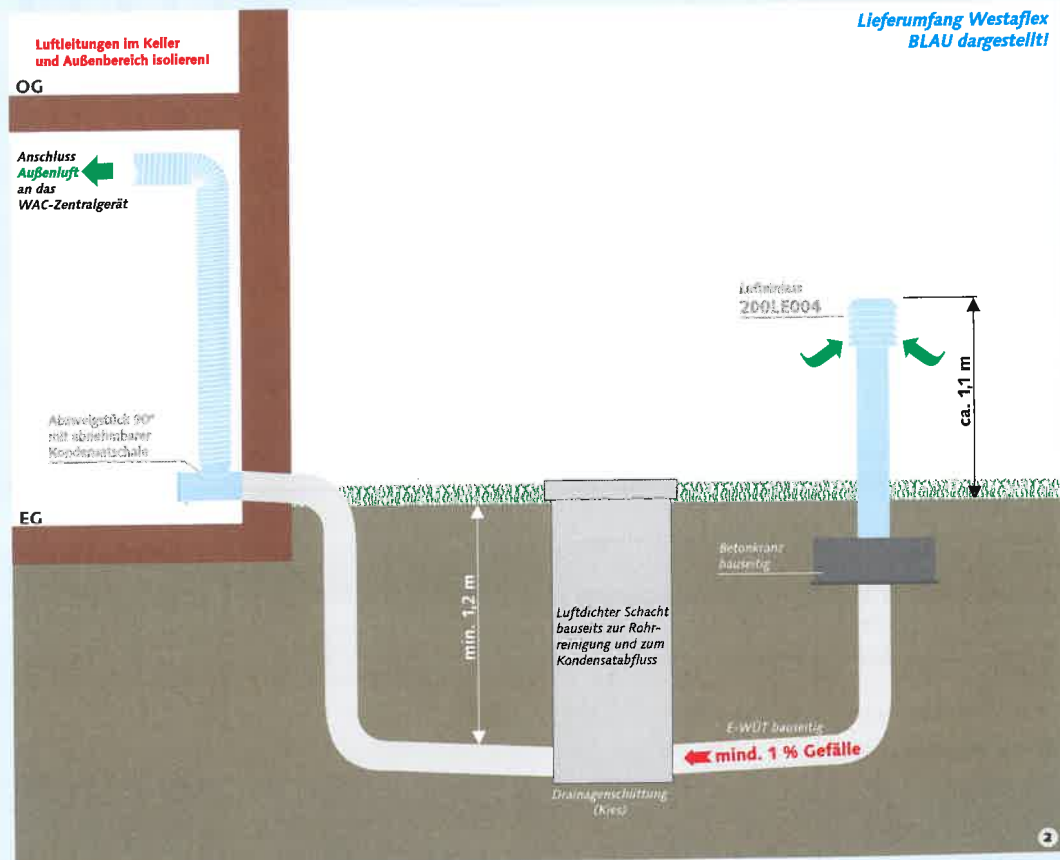 Lieferumfang Westaflex
BLAU dargestellt!
Luftleitungen im Keller
und Außenbereich isolieren!
OG
Anschluss
Außenluft
an das
WAC-Zentralgerät
Lufteinlass
200LE004
ca. 1,1 m
Abzweigstück 90°
mit abnehmbarer
Kondensatschale
EG
min. 1,2 m
Luftdichter Schacht
bauseits zur Rohr-
reinigung und zum
Kondensatabfluss
Betonkranz
bauseitig
E-WÜT bauseitig
mind. 1 % Gefälle
Drainagenschüttung
(Kies)
2